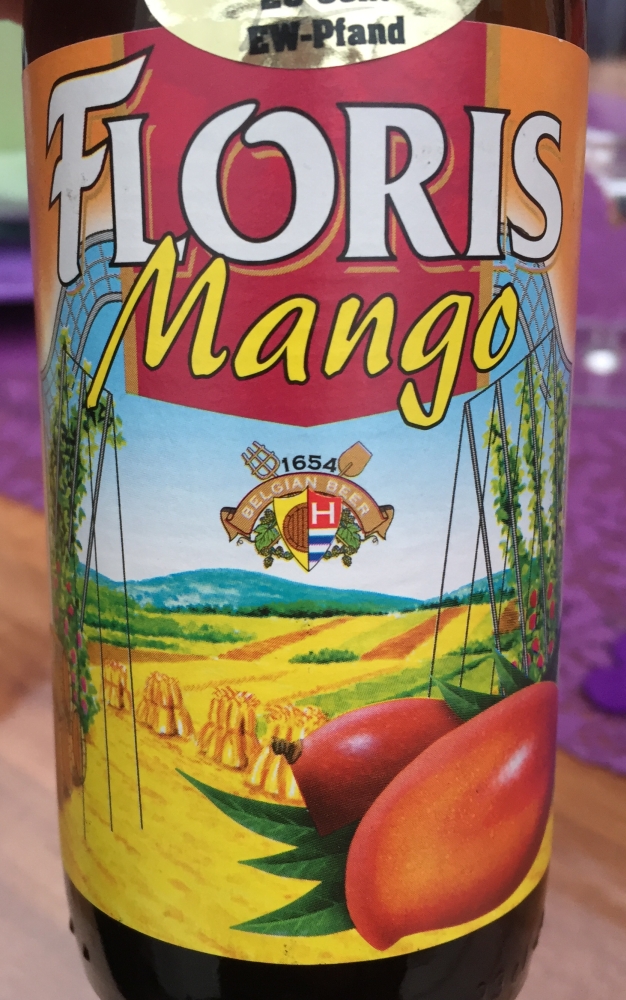 EW-Pfand
FLORIS
Mango
1654
BELGIAN BEER
H